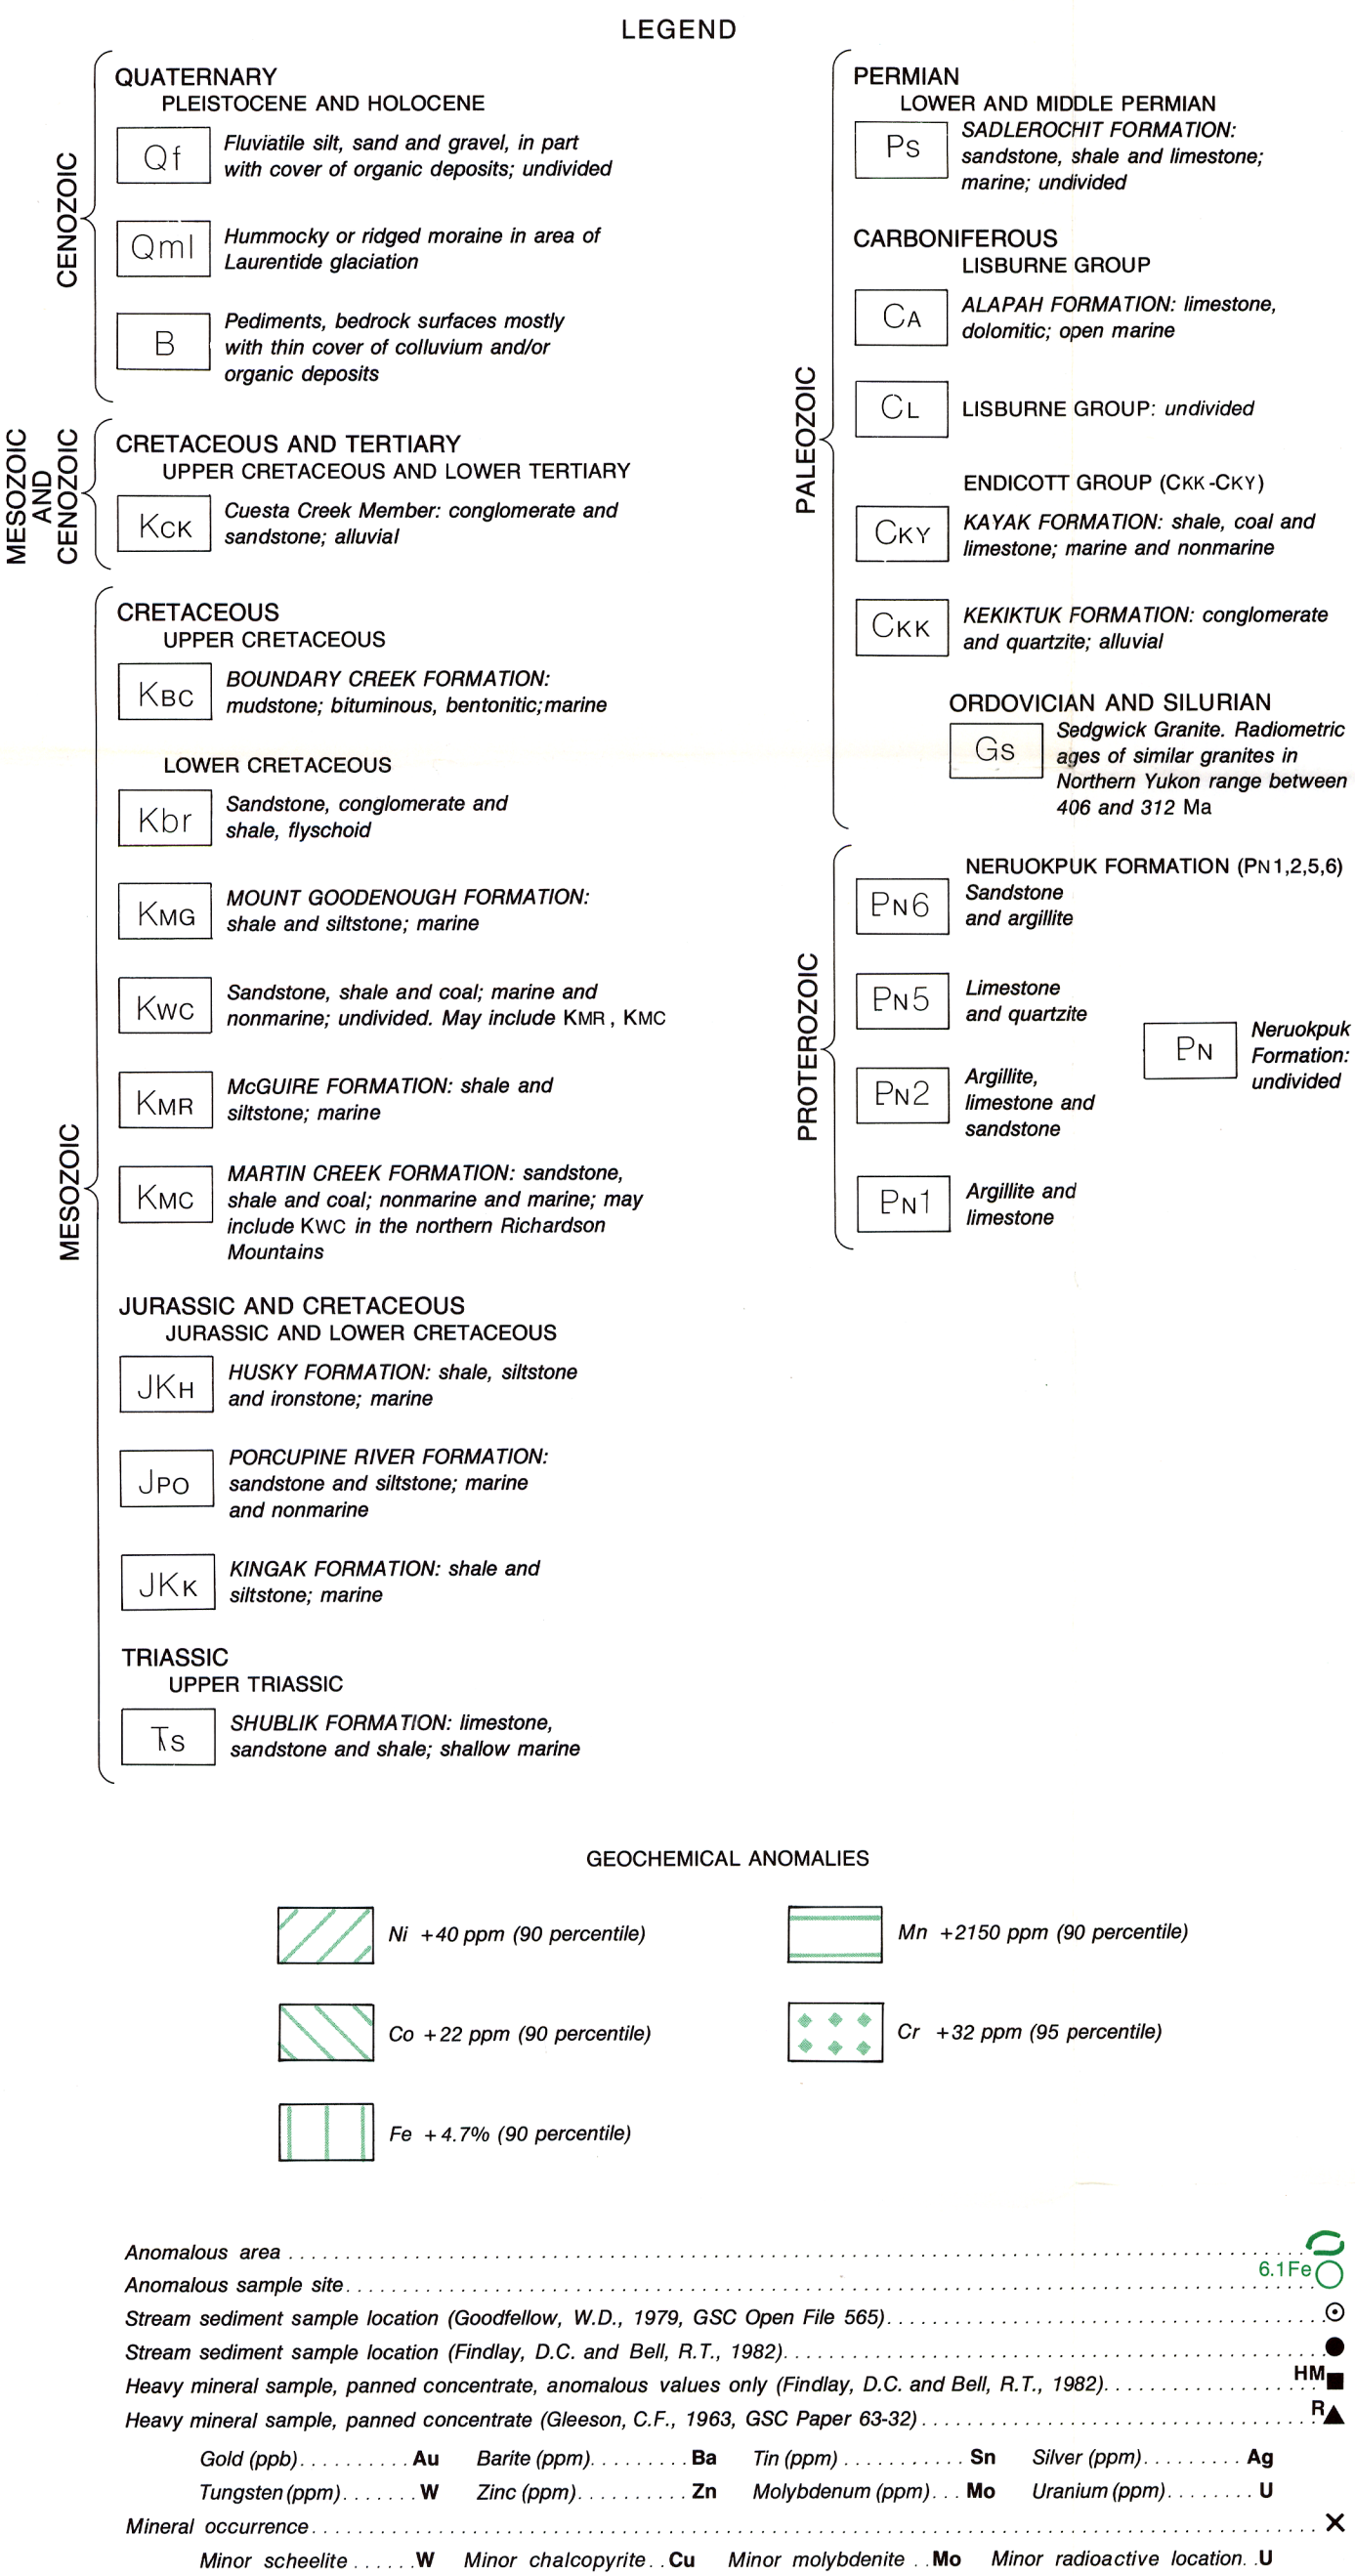 LEGEND
CENOZOIC
QUATERNARY
PLEISTOCENE AND HOLOCENE
Qf
Fluviatile silt, sand and gravel, in part
with cover of organic deposits; undivided
Qml
Hummocky or ridged moraine in area of
Laurentide glaciation
B
Pediments, bedrock surfaces mostly
with thin cover of colluvium and/or
organic deposits
MESOZOIC
AND
CENOZOIC
CRETACEOUS AND TERTIARY
UPPER CRETACEOUS AND LOWER TERTIARY
KCK
Cuesta Creek Member: conglomerate and
sandstone; alluvial
MESOZOIC
CRETACEOUS
UPPER CRETACEOUS
KBC
BOUNDARY CREEK FORMATION:
mudstone; bituminous, bentonitic; marine
LOWER CRETACEOUS
Kbr
Sandstone, conglomerate and
shale, flyschoid
KMG
MOUNT GOODENOUGH FORMATION:
shale and siltstone; marine
KWC
Sandstone, shale and coal; marine and
nonmarine; undivided. May include KMR, KMC
KMR
McGUIRE FORMATION: shale and
siltstone; marine
KMC
MARTIN CREEK FORMATION: sandstone,
shale and coal; nonmarine and marine; may
include KWC in the northern Richardson
Mountains
JURASSIC AND CRETACEOUS
JURASSIC AND LOWER CRETACEOUS
JKH
HUSKY FORMATION: shale, siltstone
and ironstone; marine
JPO
PORCUPINE RIVER FORMATION:
sandstone and siltstone; marine
and nonmarine
JKK
KINGAK FORMATION: shale and
siltstone; marine
TRIASSIC
UPPER TRIASSIC
Ts
SHUBLIK FORMATION: limestone,
sandstone and shale; shallow marine
PALEOZOIC
PERMIAN
LOWER AND MIDDLE PERMIAN
Ps
SADLEROCHIT FORMATION:
sandstone, shale and limestone;
marine; undivided
CARBONIFEROUS
LISBURNE GROUP
CA
ALAPAH FORMATION: limestone,
dolomitic; open marine
CL
LISBURNE GROUP: undivided
ENDICOTT GROUP (CKK-CKY)
CKY
KAYAK FORMATION: shale, coal and
limestone; marine and nonmarine
CKK
KEKIKTUK FORMATION: conglomerate
and quartzite; alluvial
ORDOVICIAN AND SILURIAN
Gs
Sedgwick Granite. Radiometric
ages of similar granites in
Northern Yukon range between
406 and 312 Ma
PROTEROZOIC
NERUOKPUK FORMATION (PN1,2,5,6)
PN6
Sandstone
and argillite
PN5
Limestone
and quartzite
PN2
Argillite,
limestone and
sandstone
PN1
Argillite and
limestone
PN
Neruokpuk
Formation:
undivided
GEOCHEMICAL ANOMALIES
Ni +40 ppm (90 percentile)
Mn +2150 ppm (90 percentile)
Co +22 ppm (90 percentile)
Cr +32 ppm (95 percentile)
Fe +4.7% (90 percentile)
Anomalous area
Anomalous sample site 6.1Fe
Stream sediment sample location (Goodfellow, W.D., 1979, GSC Open File 565)
Stream sediment sample location (Findlay, D.C. and Bell, R.T., 1982)
Heavy mineral sample, panned concentrate, anomalous values only (Findlay, D.C. and Bell, R.T., 1982) HM
Heavy mineral sample, panned concentrate (Gleeson, C.F., 1963, GSC Paper 63-32) R
Gold (ppb) Au Barite (ppm) Ba Tin (ppm) Sn Silver (ppm) Ag
Tungsten (ppm) W Zinc (ppm) Zn Molybdenum (ppm) Mo Uranium (ppm) U
Mineral occurrence X
Minor scheelite W Minor chalcopyrite Cu Minor molybdenite Mo Minor radioactive location U